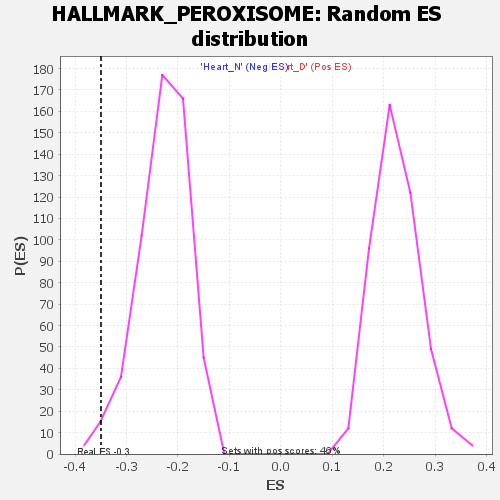 HALLMARK_PEROXISOME: Random ES
distribution
'Heart_N' (Neg ES) rt_D' (Pos ES)
180
170
160
150
140
130
120
110
100
90
80
70
60
50
40
30
20
10
0
P(ES)
Real ES -0.3
Sets with pos scores:
-0.4 -0.3 -0.2 -0.1 0.0 0.1 0.2 0.3 0.4
ES